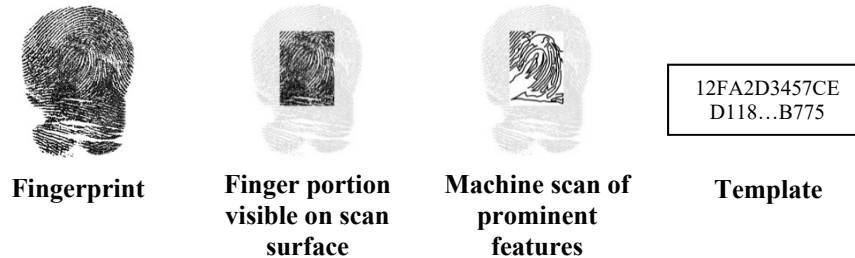 12FA2D3457CE
D118…B775
Fingerprint
Finger portion
visible on scan
surface
Machine scan of
prominent
features
Template